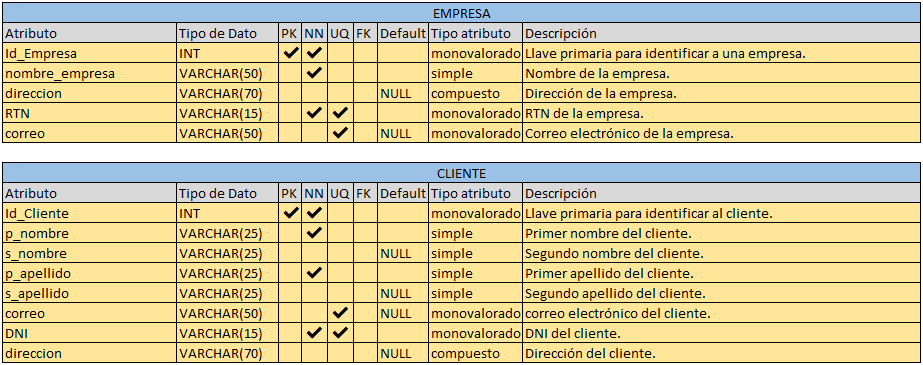 EMPRESA
Atributo Tipo de Dato PK NN UQ FK Default Tipo atributo Descripción
Id_Empresa INT ✔ ✔ monovalorado Llave primaria para identificar a una empresa.
nombre_empresa VARCHAR(50) ✔ simple Nombre de la empresa.
direccion VARCHAR(70) NULL compuesto Dirección de la empresa.
RTN VARCHAR(15) ✔ ✔ monovalorado RTN de la empresa.
correo VARCHAR(50) ✔ NULL monovalorado Correo electrónico de la empresa.
CLIENTE
Atributo Tipo de Dato PK NN UQ FK Default Tipo atributo Descripción
Id_Cliente INT ✔ ✔ monovalorado Llave primaria para identificar al cliente.
p_nombre VARCHAR(25) ✔ simple Primer nombre del cliente.
s_nombre VARCHAR(25) NULL simple Segundo nombre del cliente.
p_apellido VARCHAR(25) ✔ simple Primer apellido del cliente.
s_apellido VARCHAR(25) NULL simple Segundo apellido del cliente.
correo VARCHAR(50) ✔ NULL monovalorado correo electrónico del cliente.
DNI VARCHAR(15) ✔ ✔ monovalorado DNI del cliente.
direccion VARCHAR(70) NULL compuesto Dirección del cliente.